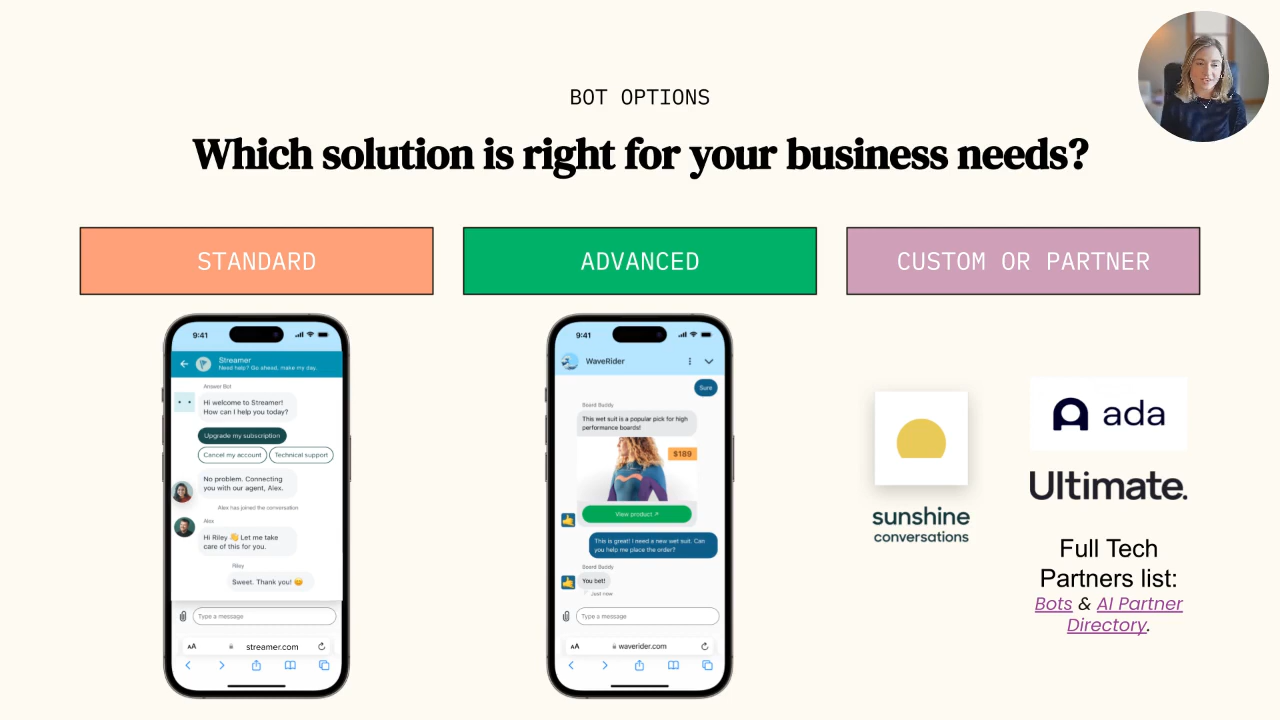 BOT OPTIONS
Which solution is right for your business needs?
STANDARD
9:41
Streamer
Need help? Go ahead, make my day.
Answer Bot
Hi welcome to Streamer!
How can I help you today?
Upgrade my subscription
Cancel my account
Technical support
No problem. Connecting
you with our agent, Alex.
Alex has joined the conversation
Alex
Hi Riley 👋 Let me take
care of this for you.
Riley
Sweet. Thank you! 😊
Type a message
AA
streamer.com
ADVANCED
9:41
WaveRider
Sure
Board Buddy
This wet suit is a popular pick for high
performance boards!
$189
View product ↗
This is great! I need a new wet suit. Can
you help me place the order?
Board Buddy
You bet!
Just now
Type a message
AA
waverider.com
CUSTOM OR PARTNER
sunshine
conversations
ada
Ultimate.
Full Tech
Partners list:
Bots & AI Partner
Directory.